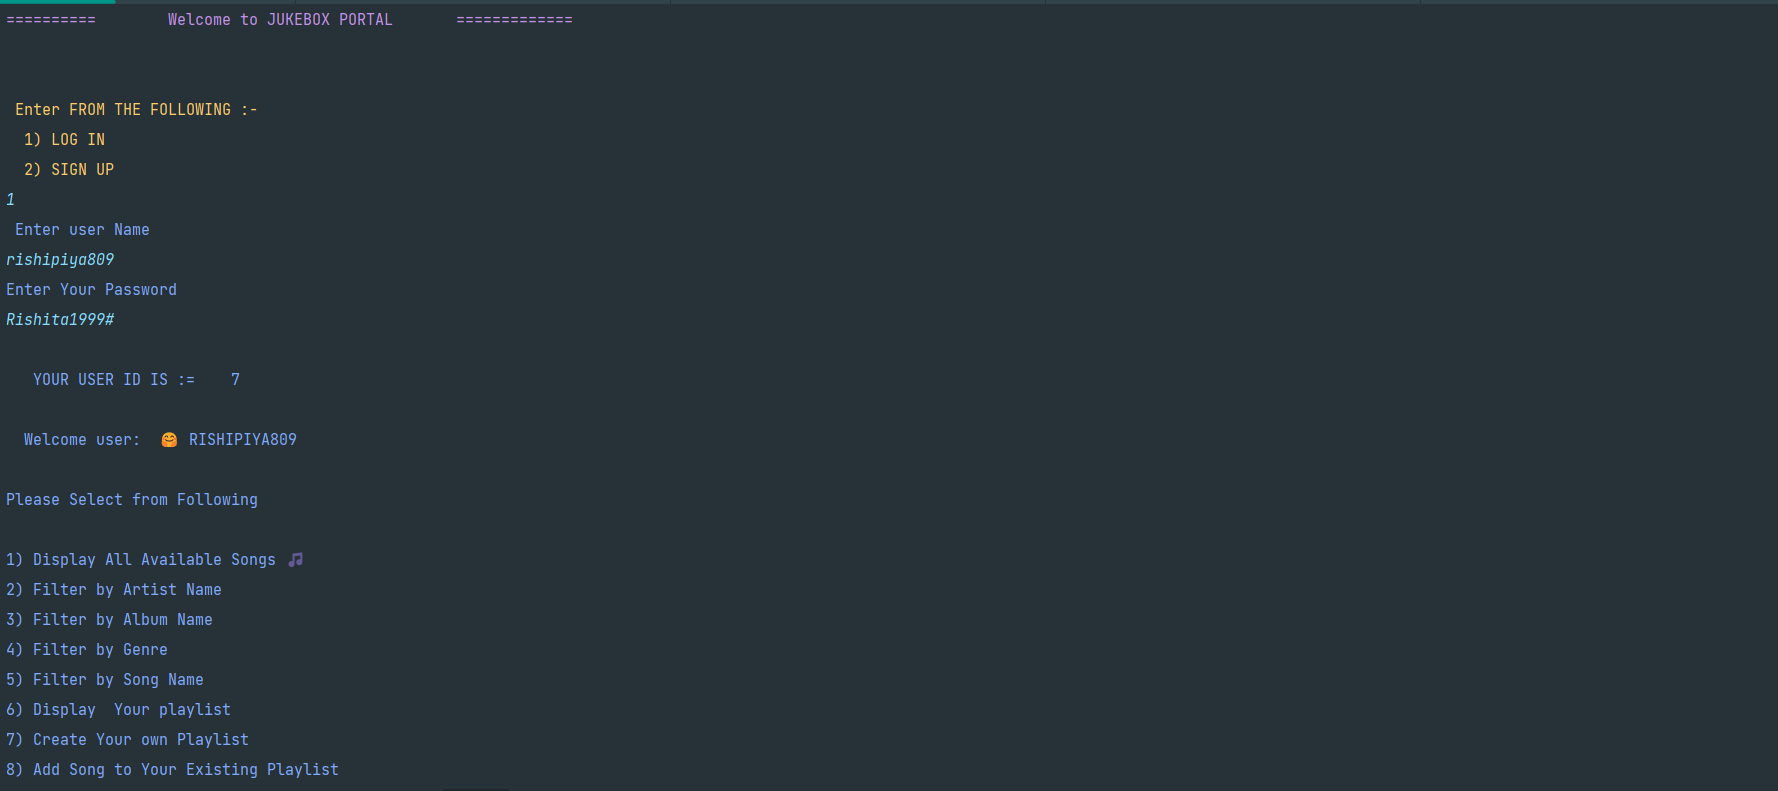 ========== Welcome to JUKEBOX PORTAL =============
Enter FROM THE FOLLOWING :-
1) LOG IN
2) SIGN UP
1
Enter user Name
rishipiya809
Enter Your Password
Rishita1999#
YOUR USER ID IS := 7
Welcome user: 🤗 RISHIPIYA809
Please Select from Following
1) Display All Available Songs 🎵
2) Filter by Artist Name
3) Filter by Album Name
4) Filter by Genre
5) Filter by Song Name
6) Display  Your playlist
7) Create Your own Playlist
8) Add Song to Your Existing Playlist